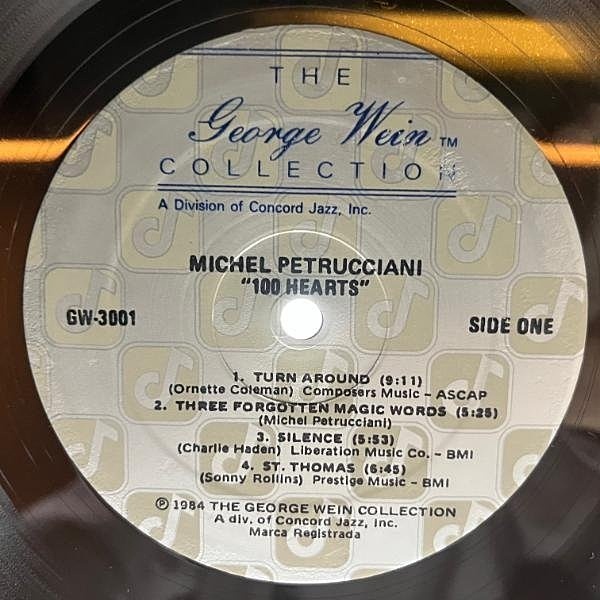 THE
George Wein™
COLLECTION
A Division of Concord Jazz, Inc.
MICHEL PETRUCCIANI
"100 HEARTS"
GW-3001
SIDE ONE
1. TURN AROUND (9:11)
(Ornette Coleman) Composers Music - ASCAP
2. THREE FORGOTTEN MAGIC WORDS (5:25)
(Michel Petrucciani)
3. SILENCE (5:53)
(Charlie Haden) Liberation Music Co. - BMI
4. ST. THOMAS (6:45)
(Sonny Rollins) Prestige Music - BMI
℗ 1984 THE GEORGE WEIN COLLECTION
A div. of Concord Jazz, Inc.
Marca Registrada